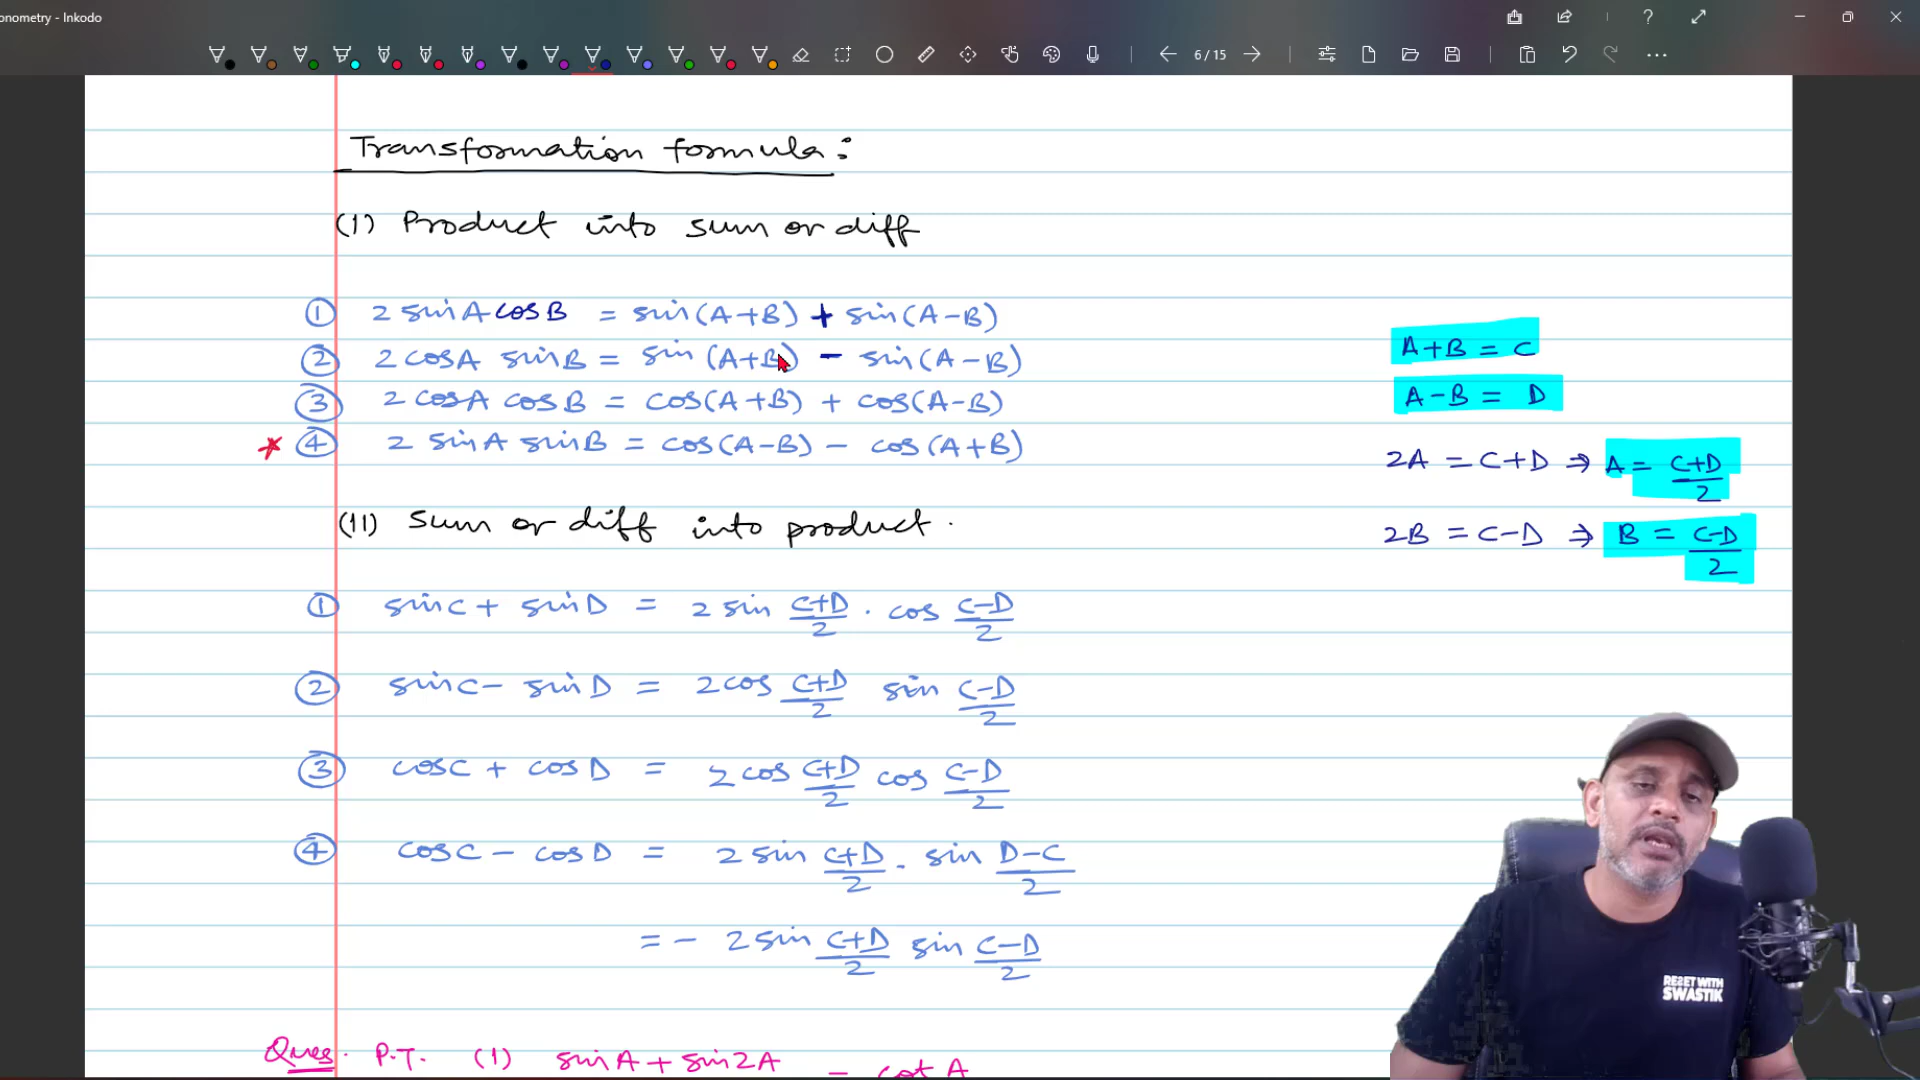 onometry - Inkodo
6/15
Transformation formula:
(I) Product into sum or diff
① 2 sinA cosB = sin(A+B) + sin(A-B)
② 2 cosA sinB = sin(A+B) - sin(A-B)
③ 2 cosA cosB = cos(A+B) + cos(A-B)
④ 2 sinA sinB = cos(A-B) - cos(A+B)
A+B = C
A-B = D
2A = C+D ⇒ A = C+D/2
2B = C-D ⇒ B = C-D/2
(II) Sum or diff into product.
① sinC + sinD = 2 sin C+D/2 . cos C-D/2
② sinC - sinD = 2 cos C+D/2 sin C-D/2
③ cosC + cosD = 2 cos C+D/2 cos C-D/2
④ cosC - cosD = 2 sin C+D/2 . sin D-C/2
= - 2 sin C+D/2 sin C-D/2
Ques. P.T. (1) sinA + sin2A = cot A
RESET WITH
SWASTIK